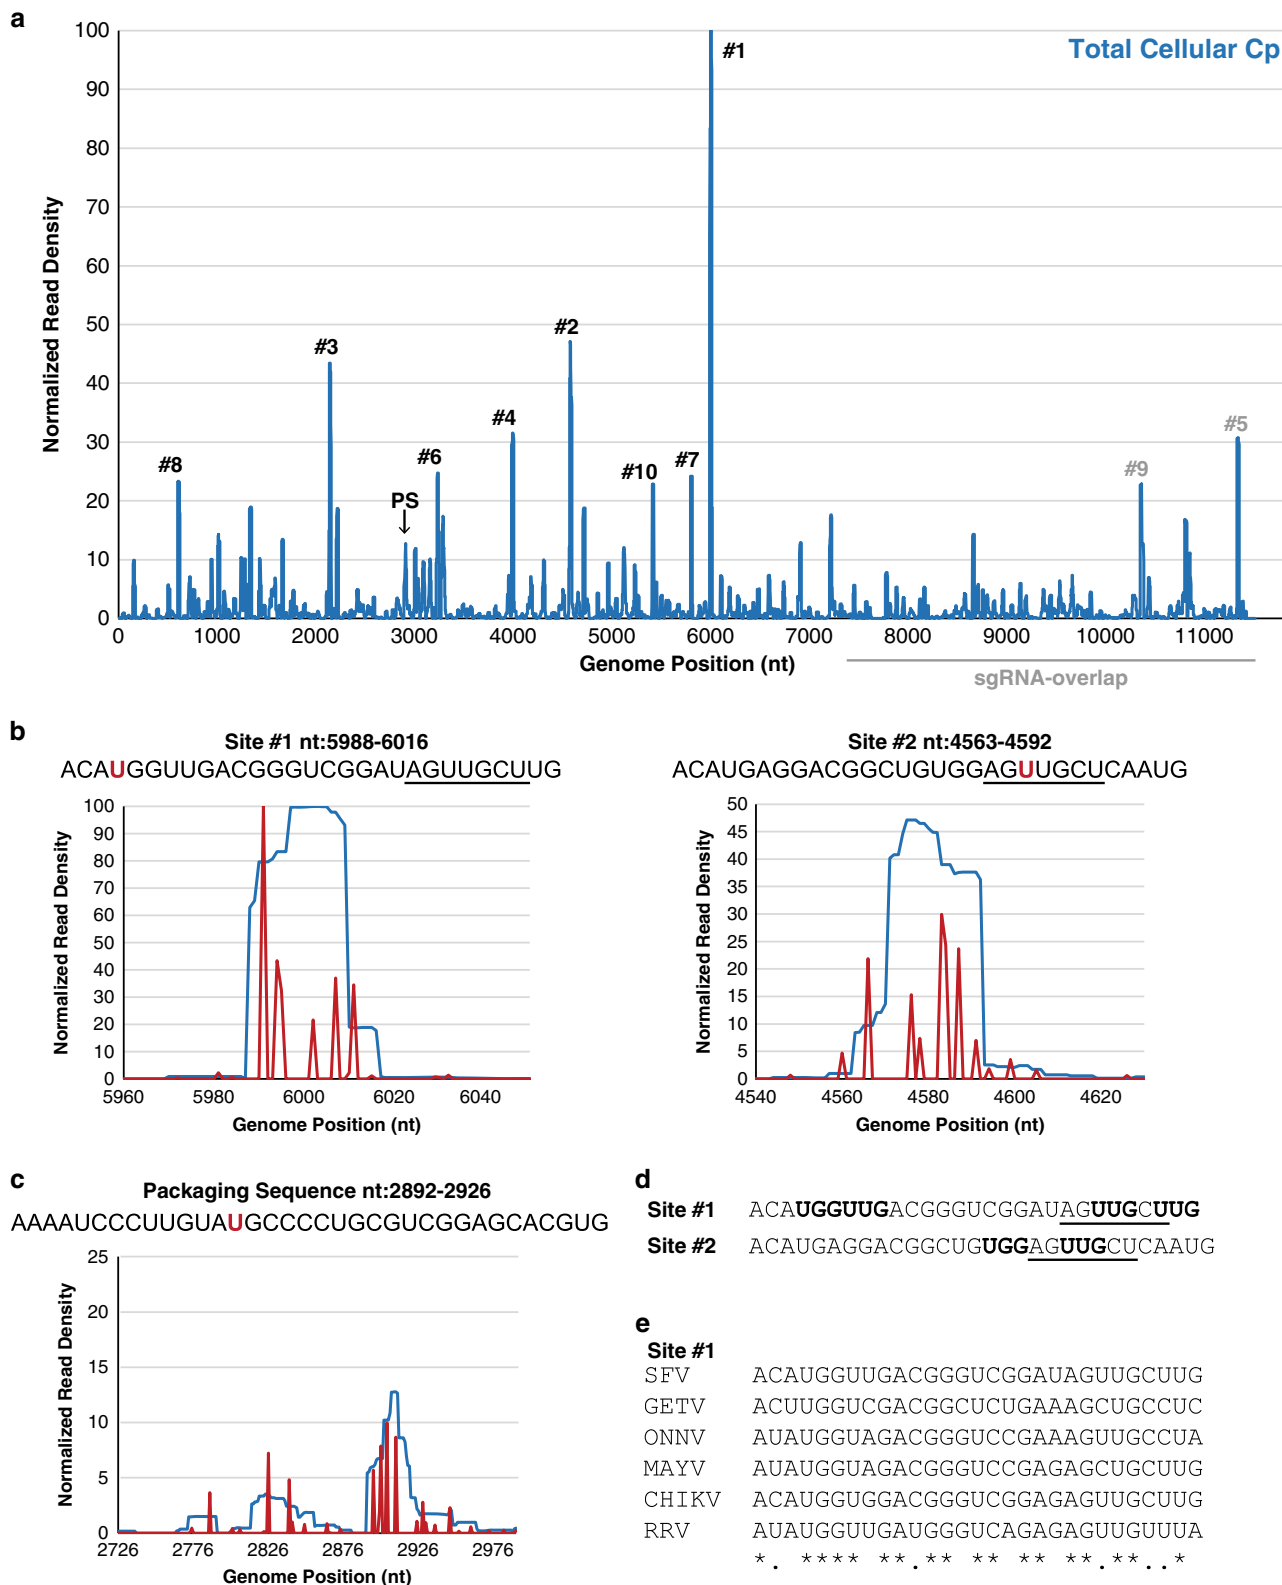 a
Total Cellular Cp
Normalized Read Density
100
90
80
70
60
50
40
30
20
10
0
#1
#2
#3
#4
#5
#6
#7
#8
#9
#10
PS
0 1000 2000 3000 4000 5000 6000 7000 8000 9000 10000 11000
Genome Position (nt)
sgRNA-overlap
b
Site #1 nt:5988-6016
ACAUGGUUGACGGGUCGGAUAGUUGCUUG
Normalized Read Density
100
90
80
70
60
50
40
30
20
10
0
5960 5980 6000 6020 6040
Genome Position (nt)
Site #2 nt:4563-4592
ACAUGAGGACGGCUGUGGAGUUGCUCAAUG
Normalized Read Density
50
45
40
35
30
25
20
15
10
5
0
4540 4560 4580 4600 4620
Genome Position (nt)
c
Packaging Sequence nt:2892-2926
AAAAUCCCUUGUAUGCCCCUGCGUCGGAGCACGUG
Normalized Read Density
25
20
15
10
5
0
2726 2776 2826 2876 2926 2976
Genome Position (nt)
d
Site #1 ACAUGGUUGACGGGUCGGAUAGUUGCUUG
Site #2 ACAUGAGGACGGCUGUGGAGUUGCUCAAUG
e
Site #1
SFV ACAUGGUUGACGGGUCGGAUAGUUGCUUG
GETV ACUUGGUCGACGGCUCUGAAAGCUGCCUC
ONNV AUAUGGUAGACGGGUCCGAAAGUUGCCUA
MAYV AUAUGGUAGACGGGUCCGAGAGCUGCUUG
CHIKV ACAUGGUGGACGGGUCGGAGAGUUGCUUG
RRV AUAUGGUUGAUGGGUCAGAGAGUUGUUUA
*. **** **.** ** ** **.**..*